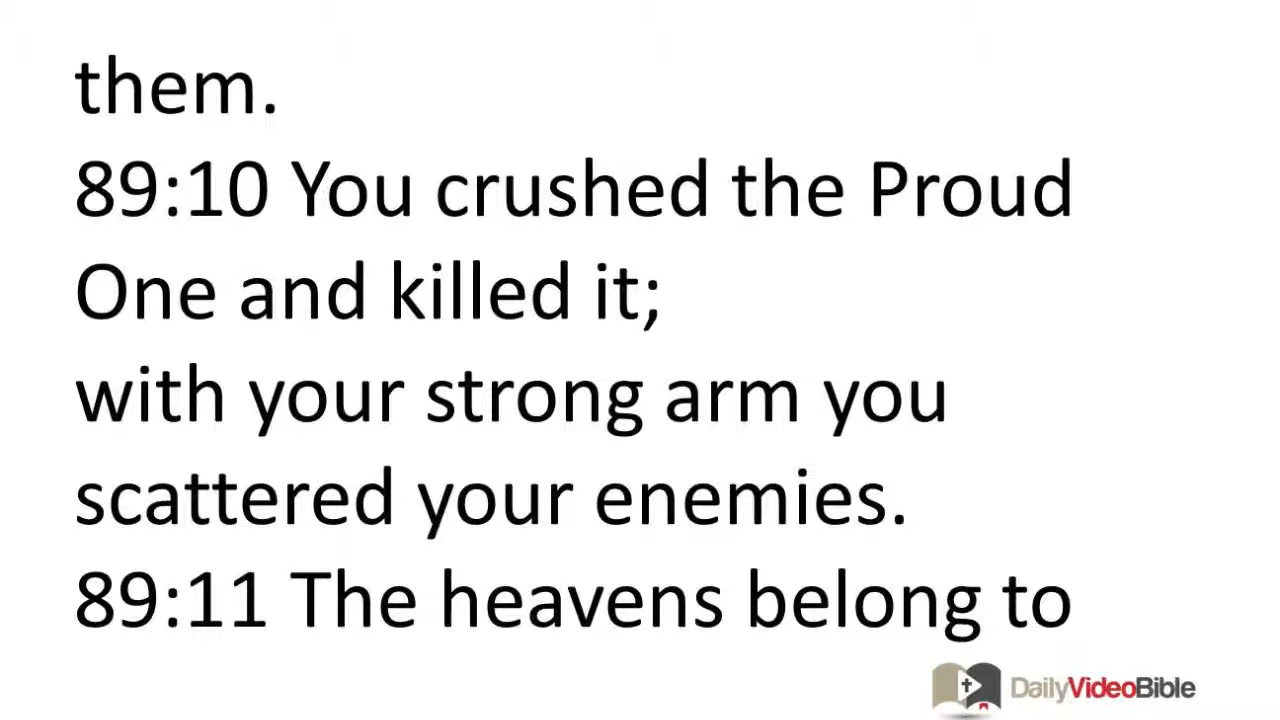 them.
89:10 You crushed the Proud
One and killed it;
with your strong arm you
scattered your enemies.
89:11 The heavens belong to
DailyVideoBible